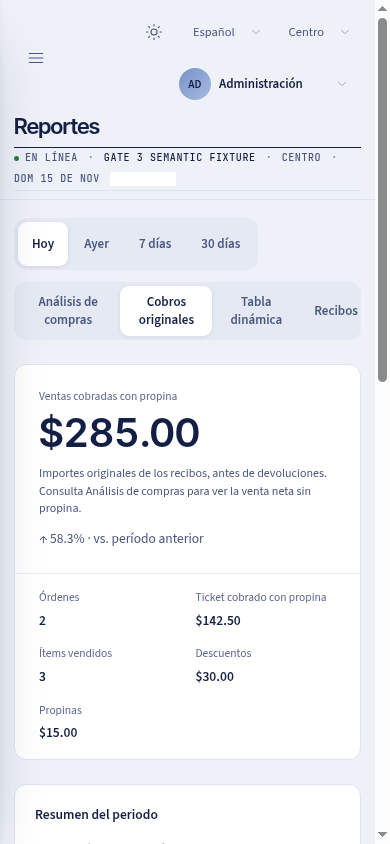 Español
Centro
AD
Administración
Reportes
EN LÍNEA · GATE 3 SEMANTIC FIXTURE · CENTRO ·
DOM 15 DE NOV
Hoy
Ayer
7 días
30 días
Análisis de compras
Cobros originales
Tabla dinámica
Recibos
Ventas cobradas con propina
$285.00
Importes originales de los recibos, antes de devoluciones.
Consulta Análisis de compras para ver la venta neta sin
propina.
↑ 58.3% · vs. período anterior
Órdenes
2
Ticket cobrado con propina
$142.50
Ítems vendidos
3
Descuentos
$30.00
Propinas
$15.00
Resumen del periodo